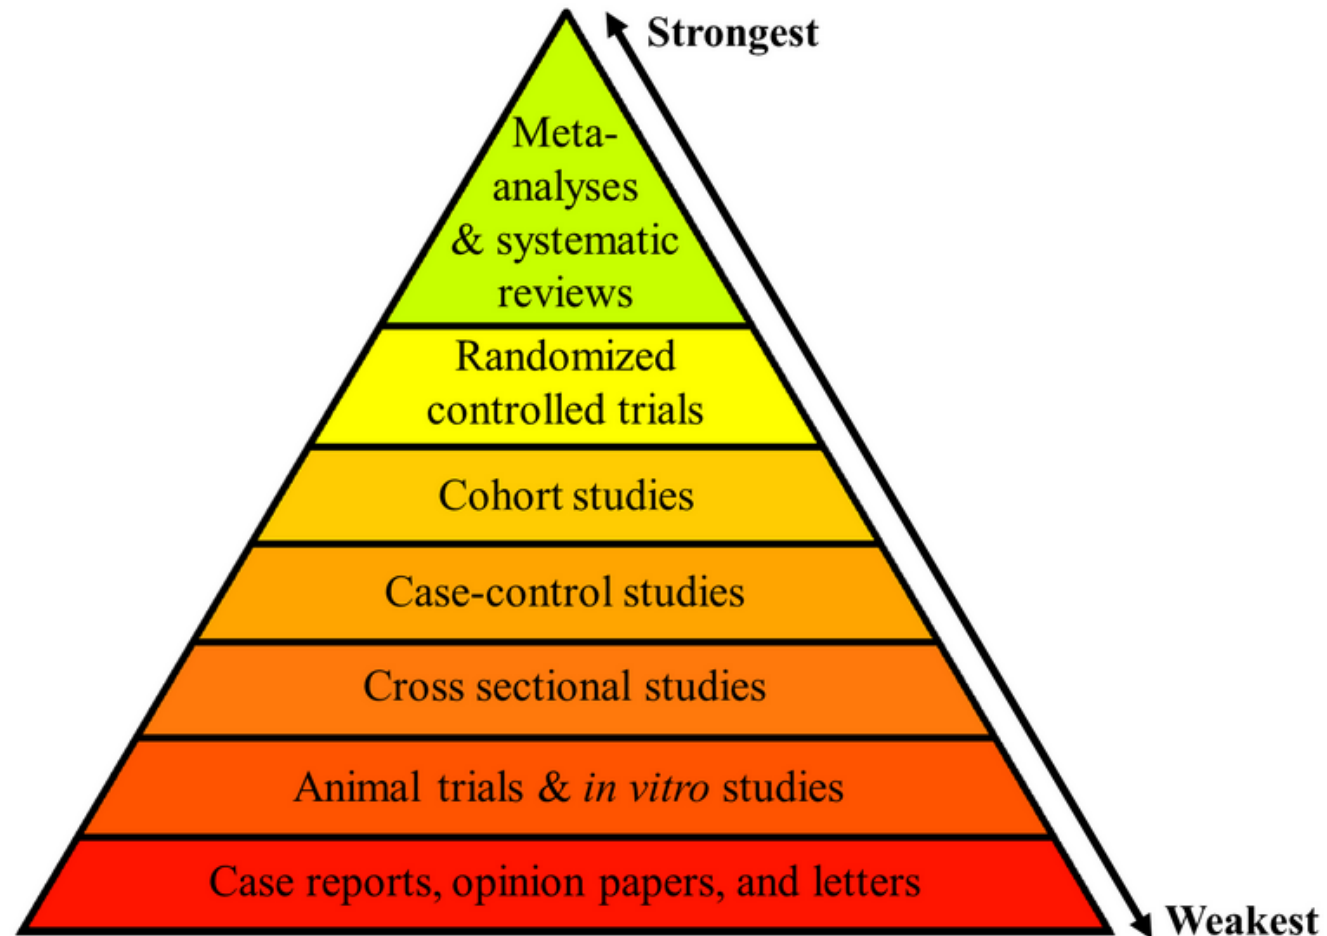 Strongest
Meta-
analyses
& systematic
reviews
Randomized
controlled trials
Cohort studies
Case-control studies
Cross sectional studies
Animal trials & in vitro studies
Case reports, opinion papers, and letters
Weakest